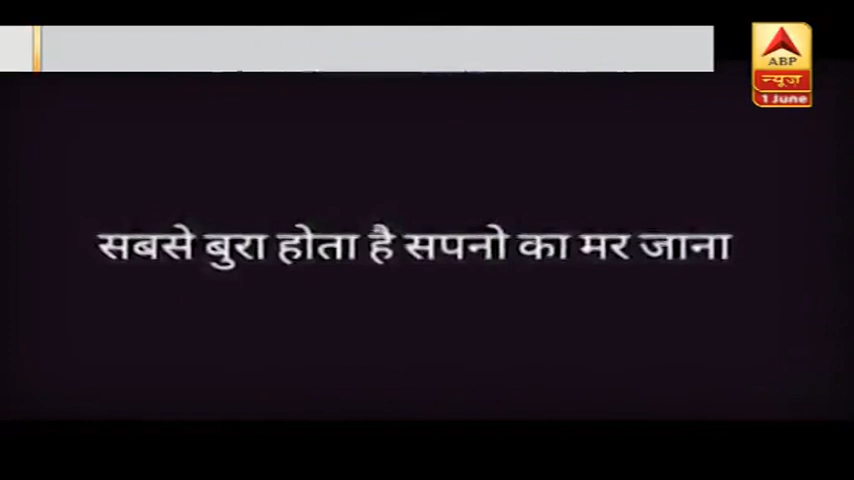 ABP
न्यूज़
1 June
सबसे बुरा होता है सपनो का मर जाना